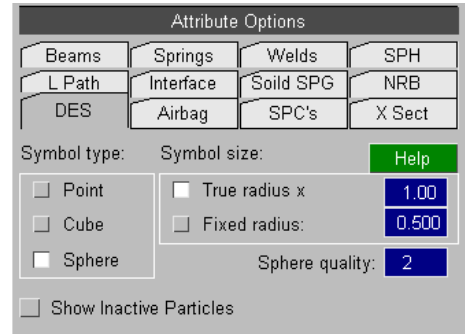 Attribute Options
Beams Springs Welds SPH
L Path Interface Soild SPG NRB
DES Airbag SPC's X Sect
Symbol type: Symbol size: Help
Point True radius x 1.00
Cube Fixed radius: 0.500
Sphere Sphere quality: 2
Show Inactive Particles